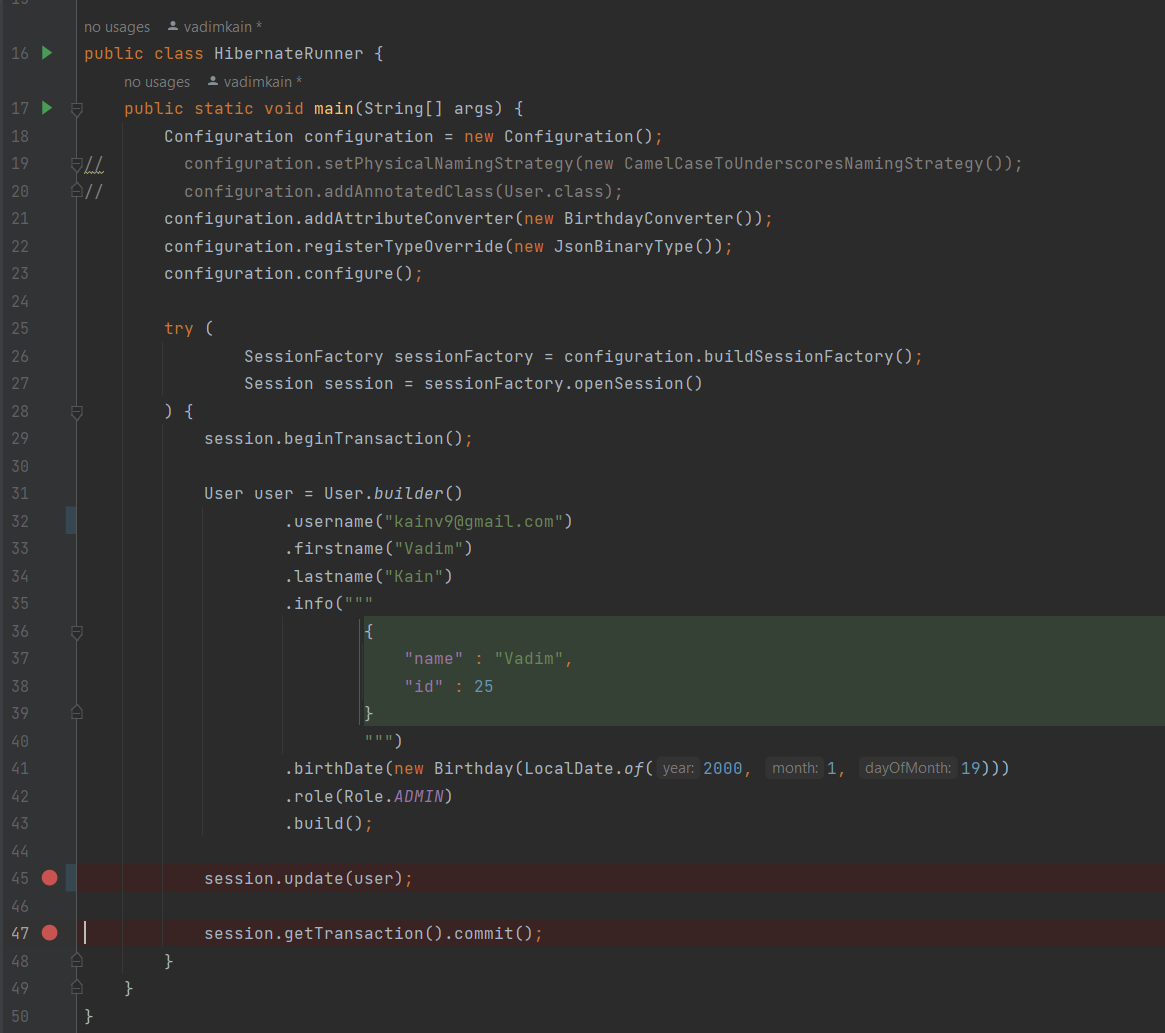 no usages vadimkain *
16 public class HibernateRunner {
no usages vadimkain *
17 public static void main(String[] args) {
18 Configuration configuration = new Configuration();
19 // configuration.setPhysicalNamingStrategy(new CamelCaseToUnderscoresNamingStrategy());
20 // configuration.addAnnotatedClass(User.class);
21 configuration.addAttributeConverter(new BirthdayConverter());
22 configuration.registerTypeOverride(new JsonBinaryType());
23 configuration.configure();
24
25 try (
26 SessionFactory sessionFactory = configuration.buildSessionFactory();
27 Session session = sessionFactory.openSession()
28 ) {
29 session.beginTransaction();
30
31 User user = User.builder()
32 .username("kainv9@gmail.com")
33 .firstname("Vadim")
34 .lastname("Kain")
35 .info("""
36 {
37 "name" : "Vadim",
38 "id" : 25
39 }
40 """)
41 .birthDate(new Birthday(LocalDate.of( year: 2000, month: 1, dayOfMonth: 19)))
42 .role(Role.ADMIN)
43 .build();
44
45 session.update(user);
46
47 session.getTransaction().commit();
48 }
49 }
50 }